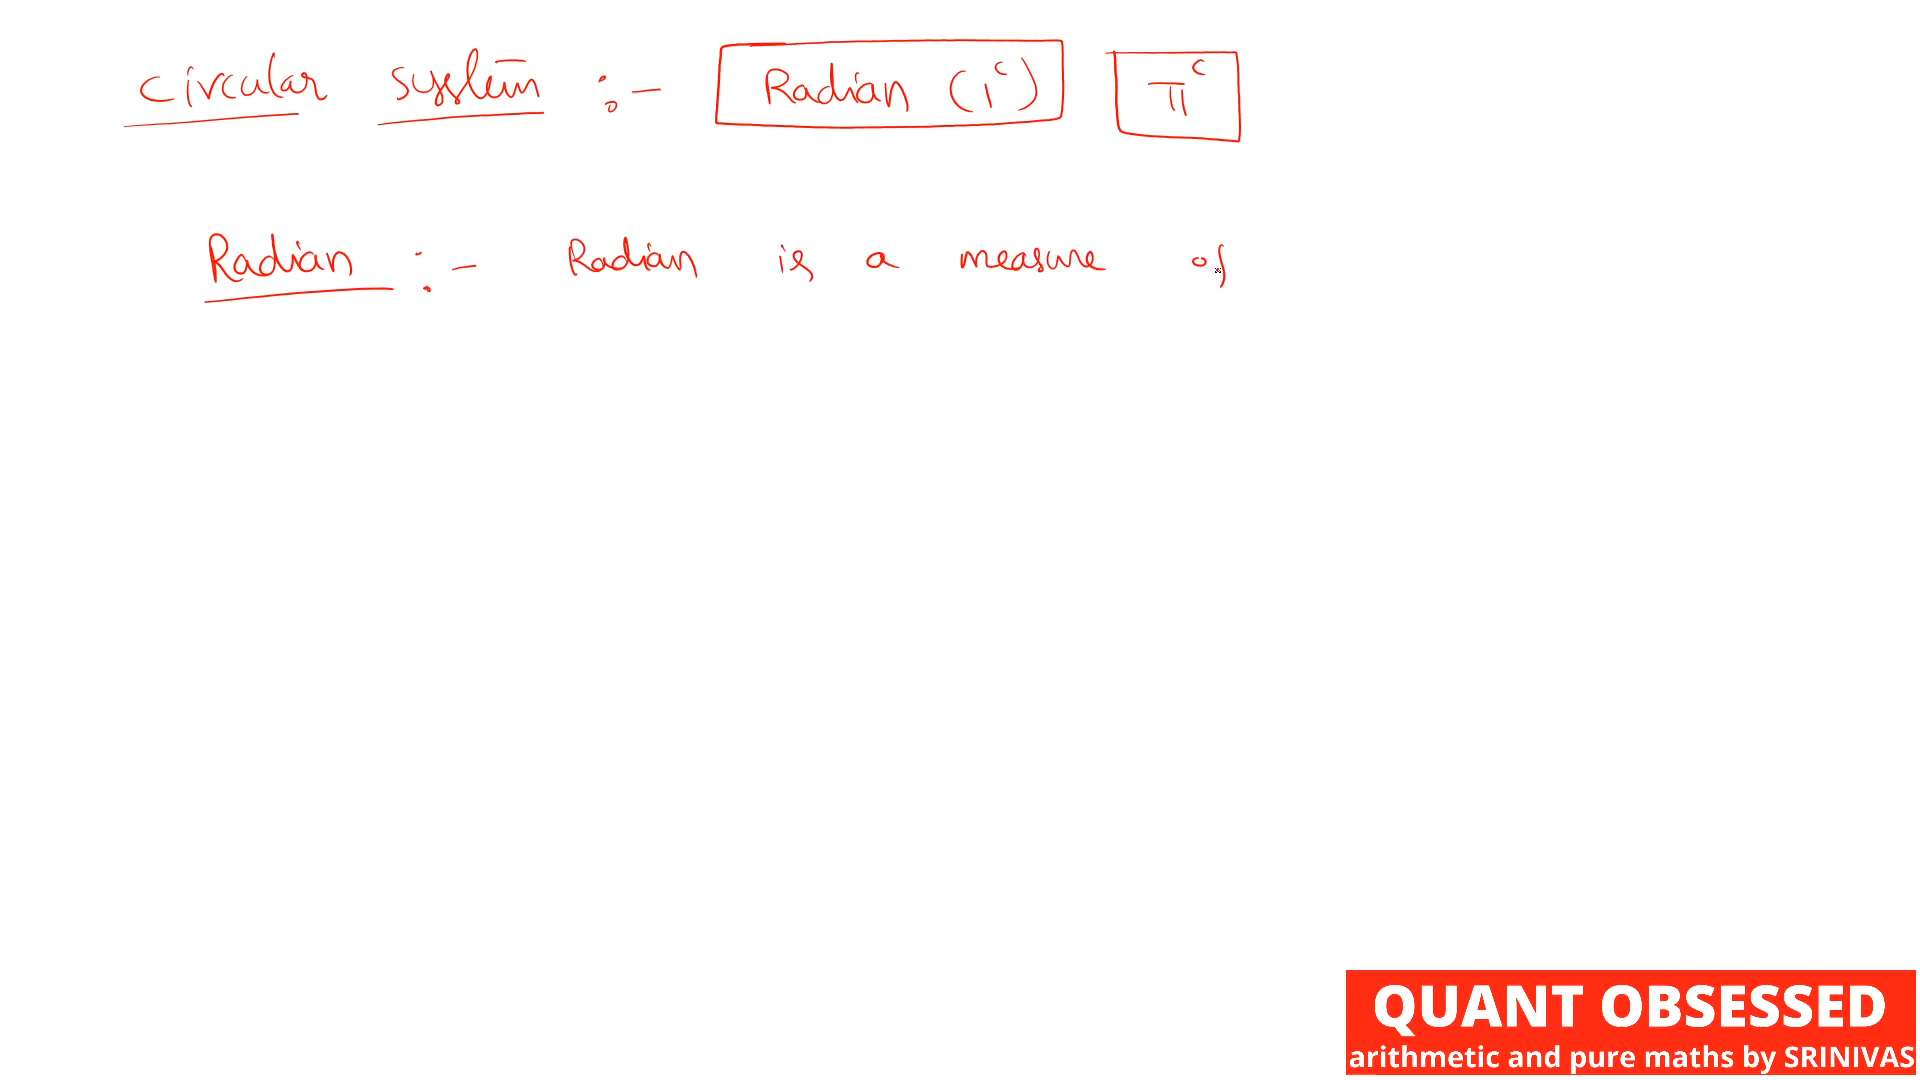 circular system :- Radian (1ᶜ) πᶜ
Radian :- Radian is a measure of
QUANT OBSESSED
arithmetic and pure maths by SRINIVAS